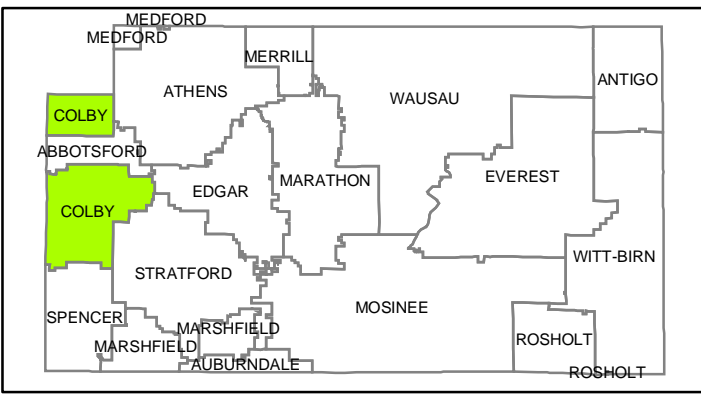 MEDFORD
MEDFORD
MERRILL
ATHENS
WAUSAU
ANTIGO
COLBY
ABBOTSFORD
EDGAR
MARATHON
EVEREST
COLBY
WITT-BIRN
STRATFORD
MOSINEE
SPENCER
MARSHFIELD
MARSHFIELD
ROSHOLT
AUBURNDALE
ROSHOLT